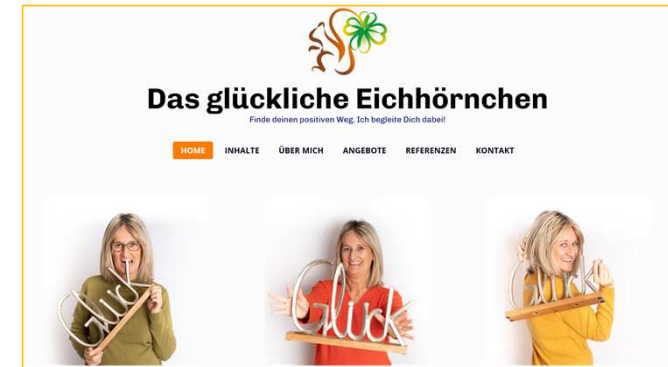 Das glückliche Eichhörnchen
Finde deinen positiven Weg. Ich begleite Dich dabei!
HOME INHALTE ÜBER MICH ANGEBOTE REFERENZEN KONTAKT
Glück Glück Glück